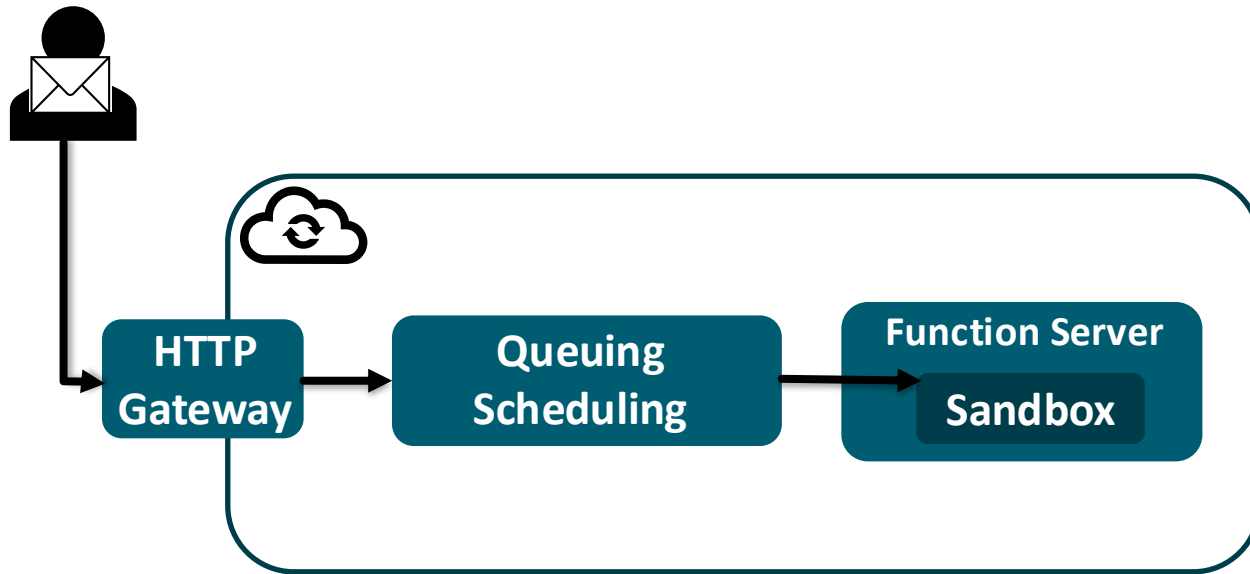 HTTP
Gateway
Queuing
Scheduling
Function Server
Sandbox